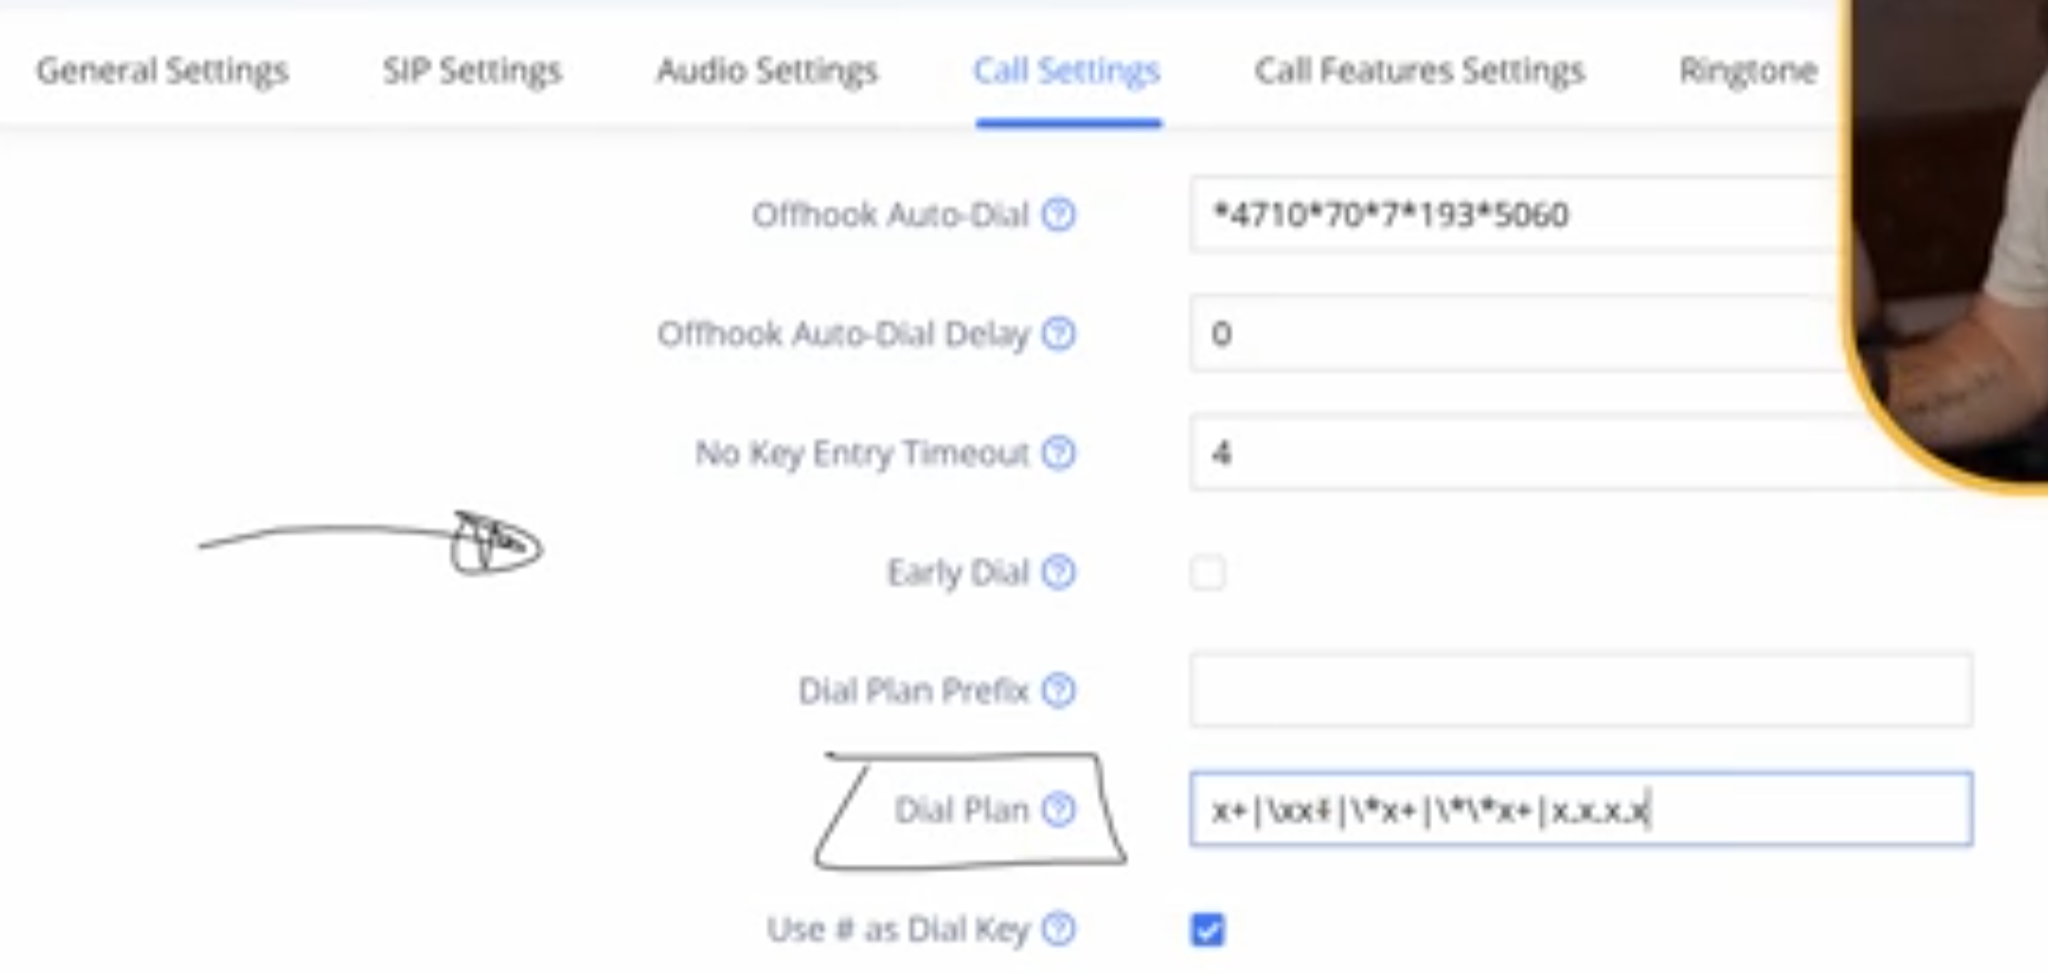 General Settings SIP Settings Audio Settings Call Settings Call Features Settings Ringtone
Offhook Auto-Dial *4710*70*7*193*5060
Offhook Auto-Dial Delay 0
No Key Entry Timeout 4
Early Dial
Dial Plan Prefix
Dial Plan
Use # as Dial Key